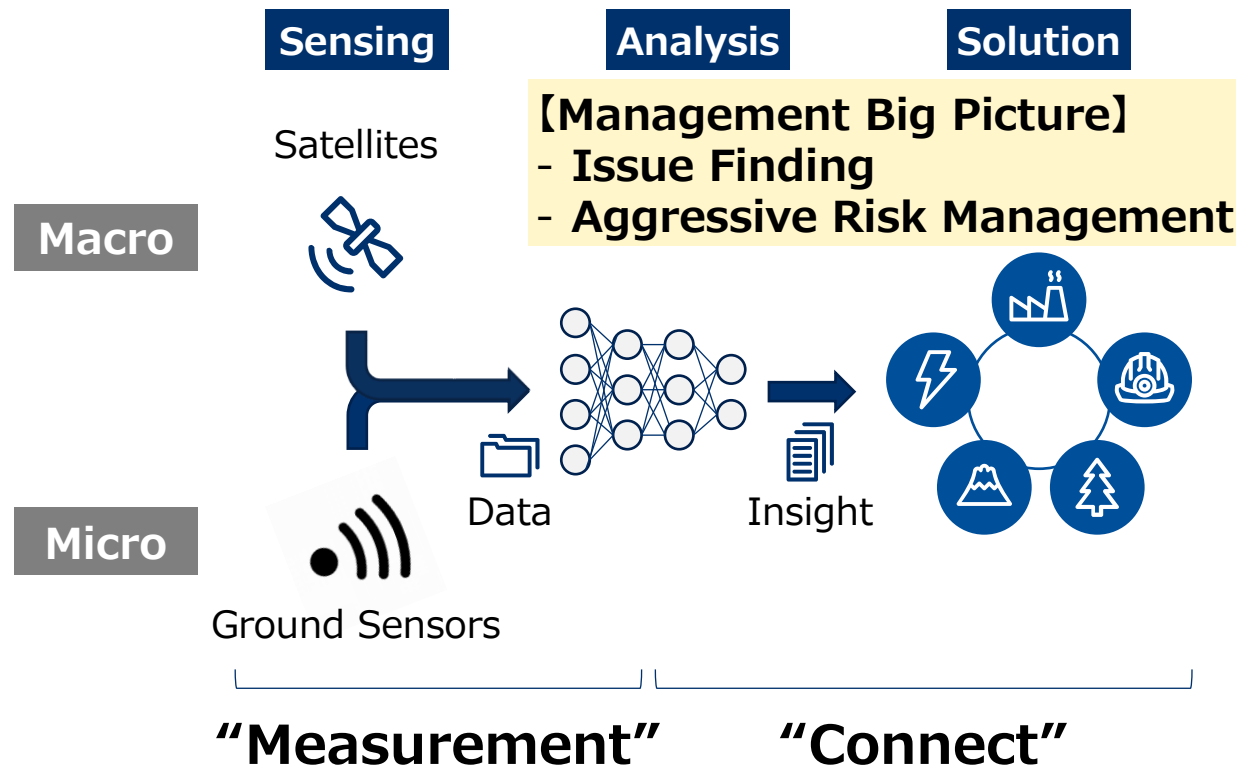 Sensing
Analysis
Solution
【Management Big Picture】
- Issue Finding
- Aggressive Risk Management
Satellites
Macro
Data
Insight
Micro
Ground Sensors
“Measurement”
“Connect”